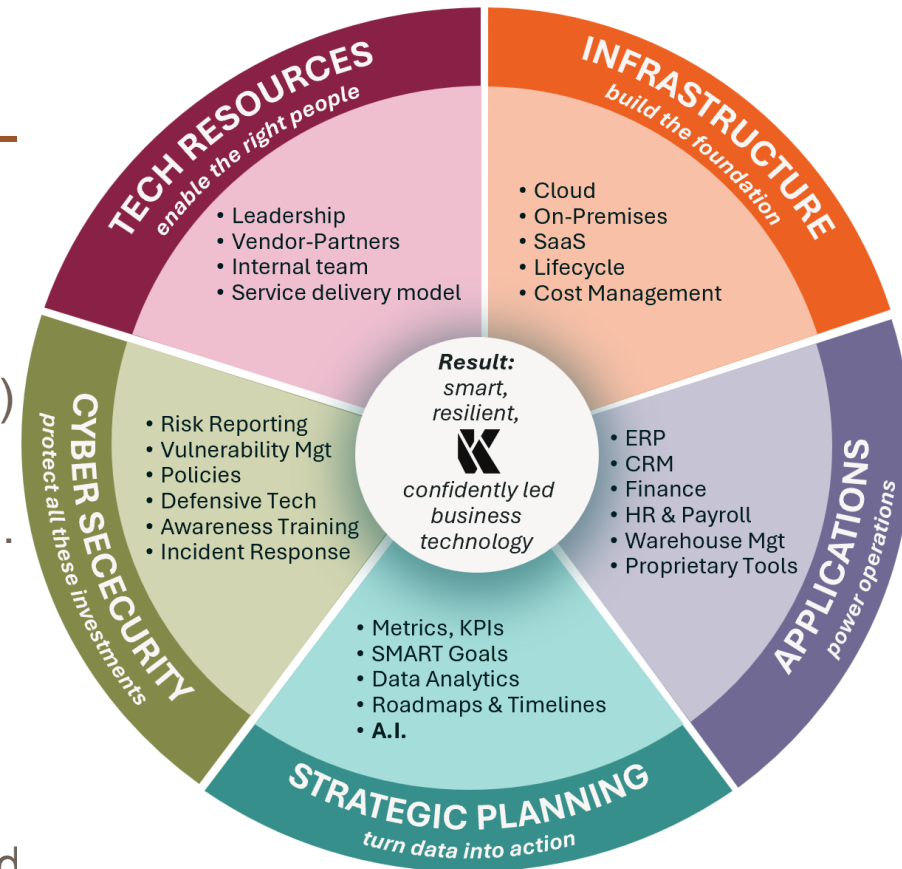 TECH RESOURCES
enable the right people
• Leadership
• Vendor-Partners
• Internal team
• Service delivery model
INFRASTRUCTURE
build the foundation
• Cloud
• On-Premises
• SaaS
• Lifecycle
• Cost Management
APPLICATIONS
power operations
• ERP
• CRM
• Finance
• HR & Payroll
• Warehouse Mgt
• Proprietary Tools
STRATEGIC PLANNING
turn data into action
• Metrics, KPIs
• SMART Goals
• Data Analytics
• Roadmaps & Timelines
• A.I.
CYBER SECECURITY
protect all these investments
• Risk Reporting
• Vulnerability Mgt
• Policies
• Defensive Tech
• Awareness Training
• Incident Response
Result:
smart,
resilient,
K
confidently led
business
technology
)
.
d